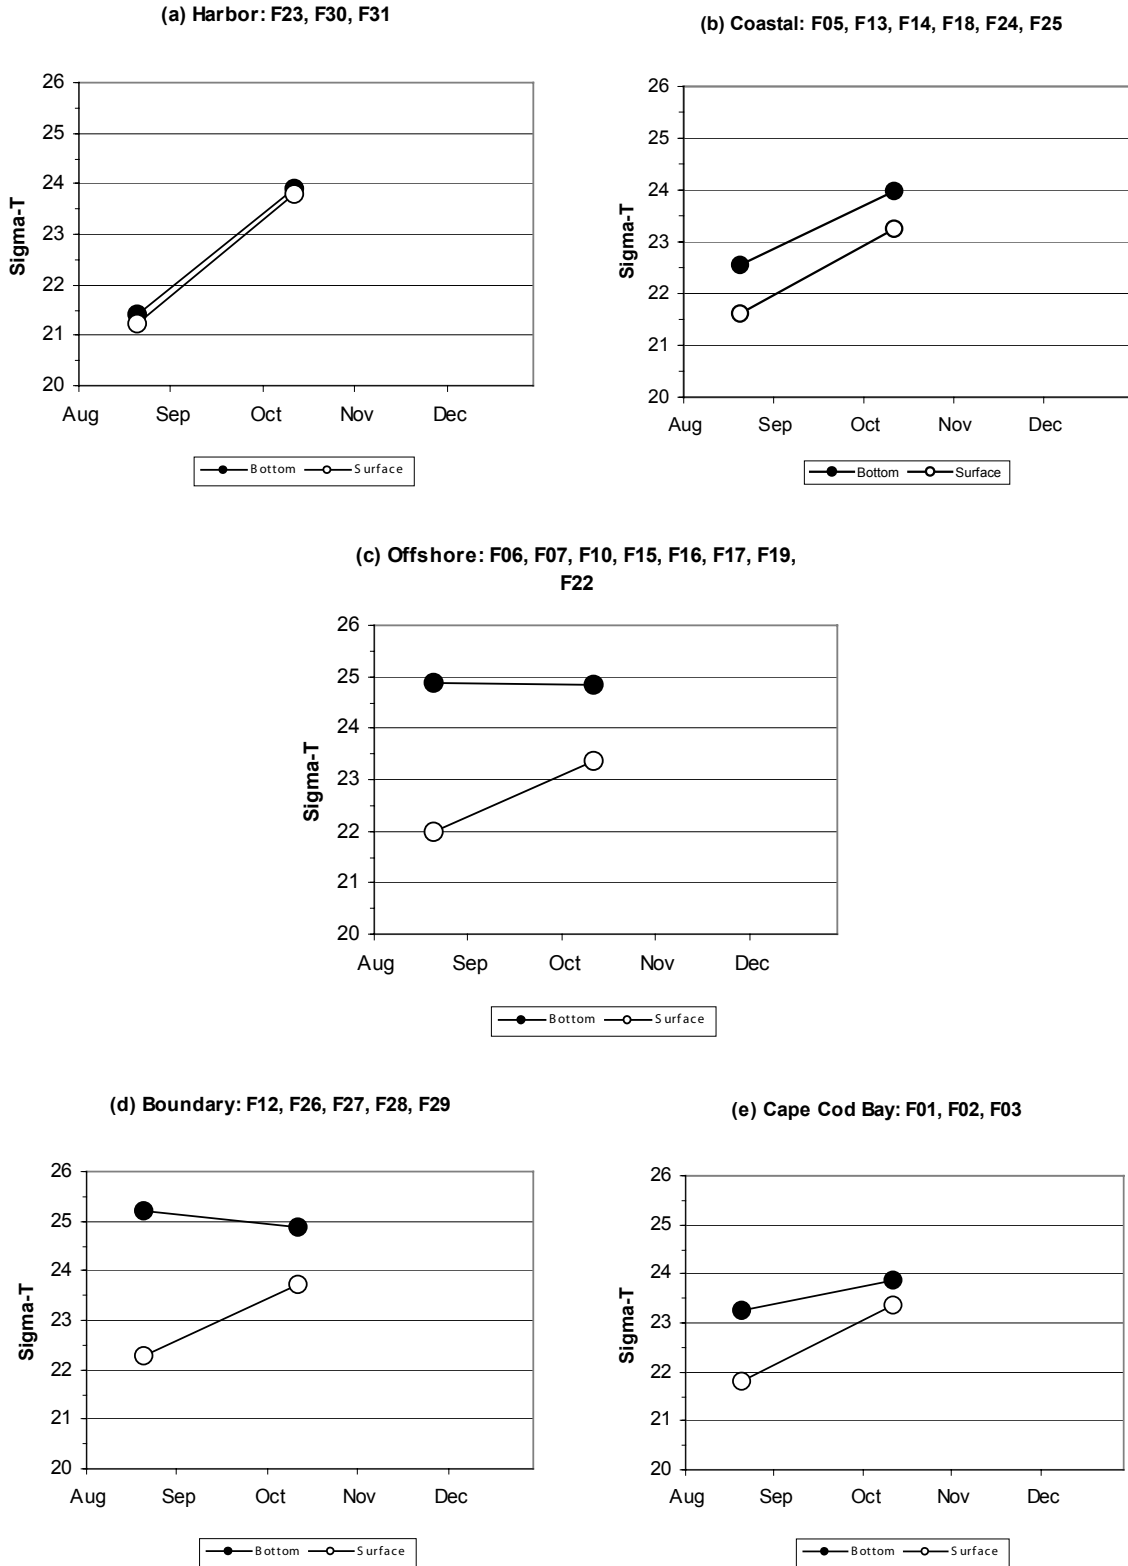 (a) Harbor: F23, F30, F31
26
25
24
23
22
21
20
Sigma-T
Aug Sep Oct Nov Dec
Bottom Surface
(b) Coastal: F05, F13, F14, F18, F24, F25
26
25
24
23
22
21
20
Sigma-T
Aug Sep Oct Nov Dec
Bottom Surface
(c) Offshore: F06, F07, F10, F15, F16, F17, F19,
F22
26
25
24
23
22
21
20
Sigma-T
Aug Sep Oct Nov Dec
Bottom Surface
(d) Boundary: F12, F26, F27, F28, F29
26
25
24
23
22
21
20
Sigma-T
Aug Sep Oct Nov Dec
Bottom Surface
(e) Cape Cod Bay: F01, F02, F03
26
25
24
23
22
21
20
Sigma-T
Aug Sep Oct Nov Dec
Bottom Surface